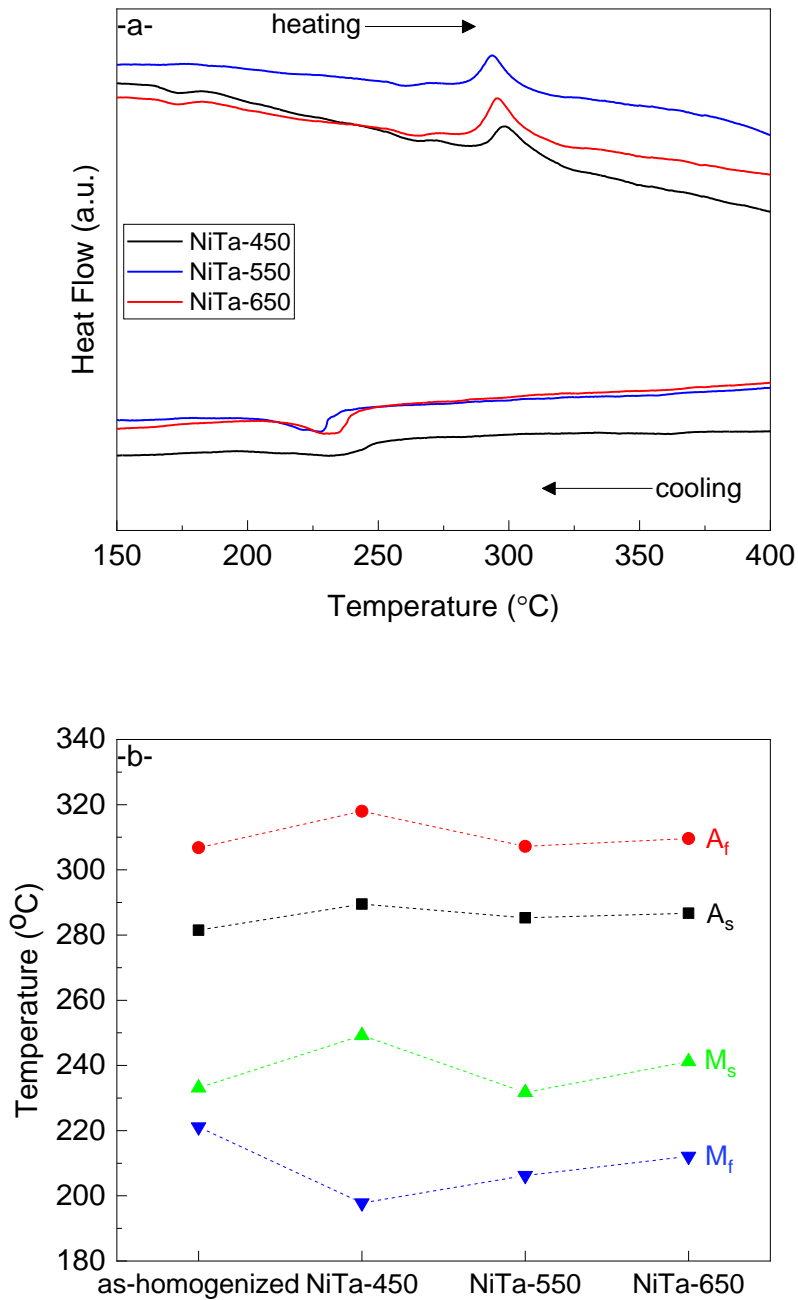 -a-
heating
Heat Flow (a.u.)
NiTa-450
NiTa-550
NiTa-650
cooling
150 200 250 300 350 400
Temperature (°C)
-b-
Temperature (⁰C)
340
320
300
280
260
240
220
200
180
A_f
A_s
M_s
M_f
as-homogenized NiTa-450 NiTa-550 NiTa-650